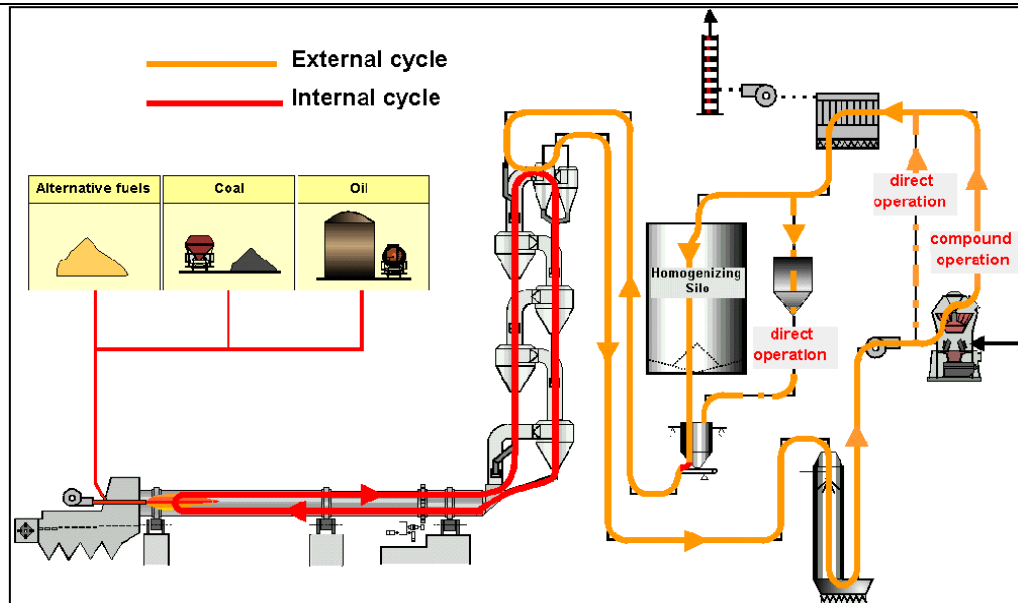 External cycle
Internal cycle
Alternative fuels
Coal
Oil
direct
operation
compound
operation
Homogenizing
Silo
direct
operation